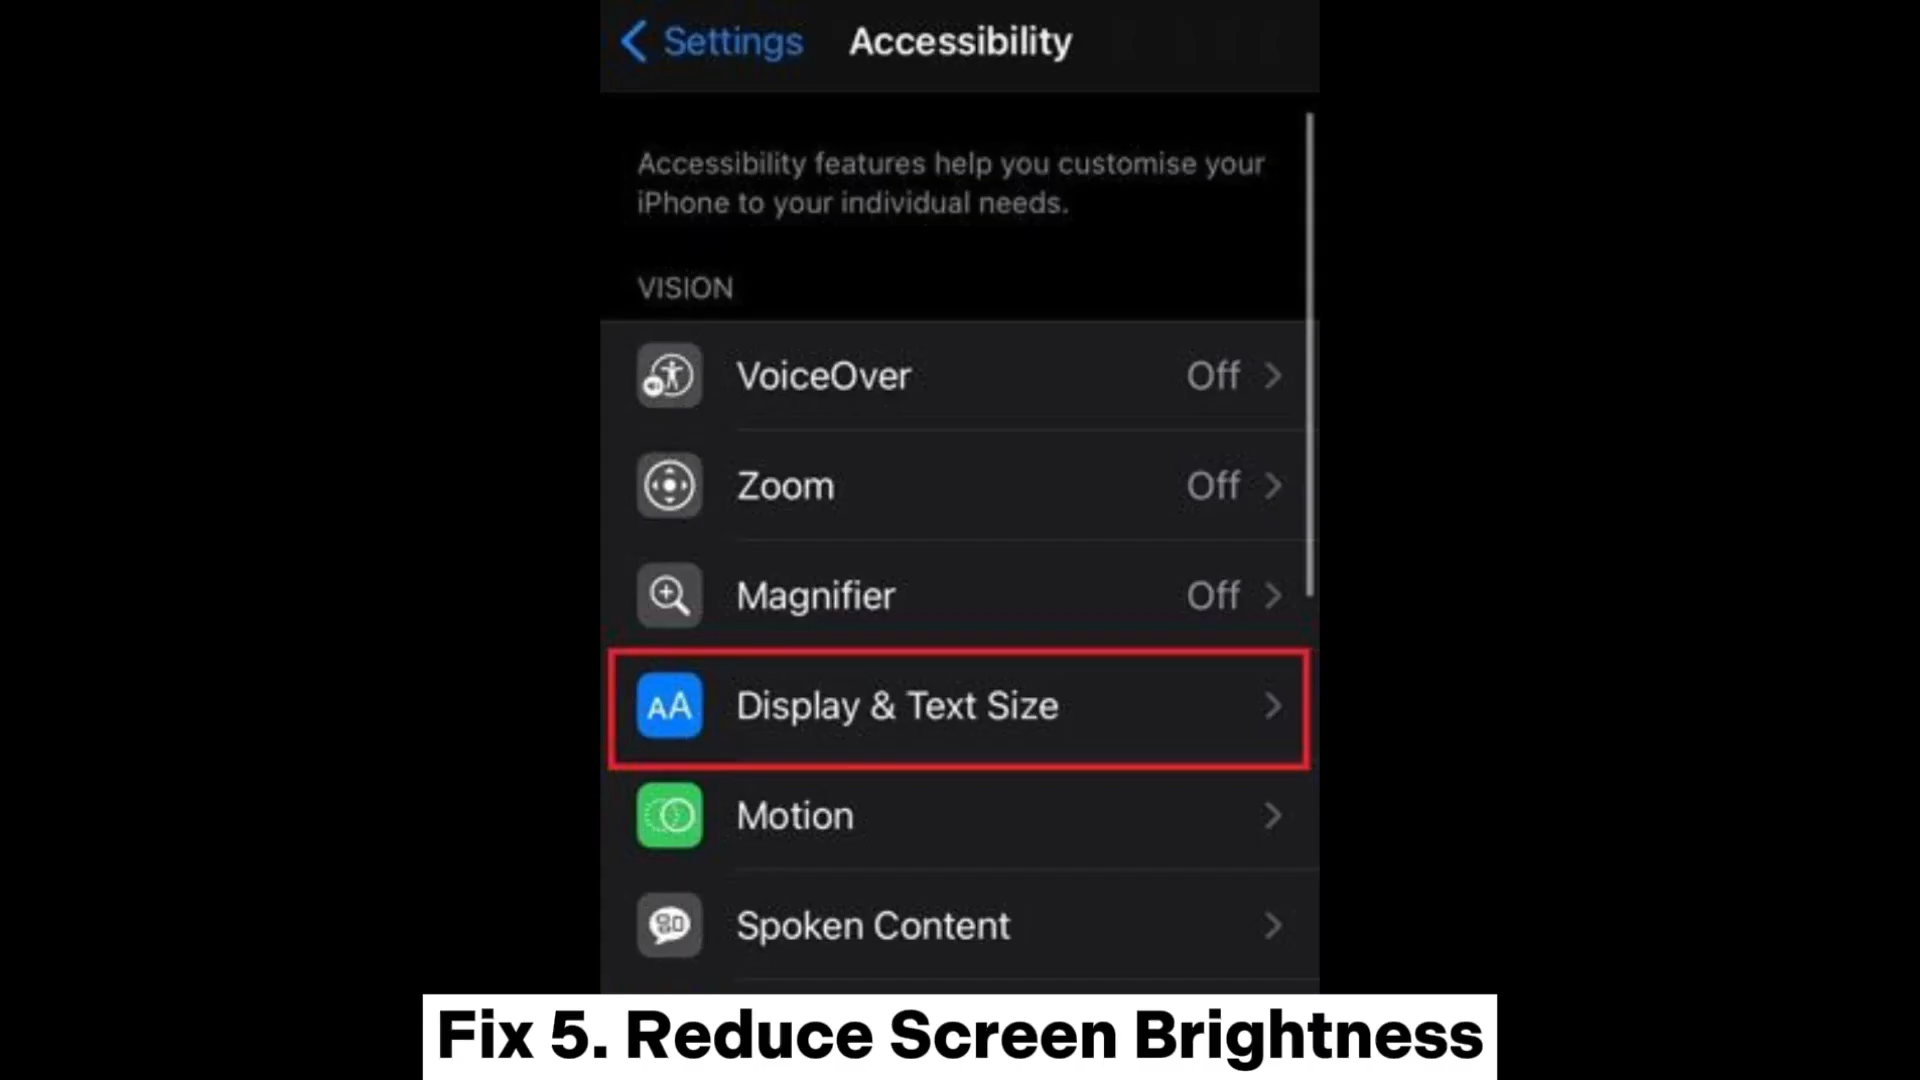 Settings Accessibility
Accessibility features help you customise your
iPhone to your individual needs.
VISION
VoiceOver Off
Zoom Off
Magnifier Off
AA Display & Text Size
Motion
Spoken Content
Fix 5. Reduce Screen Brightness